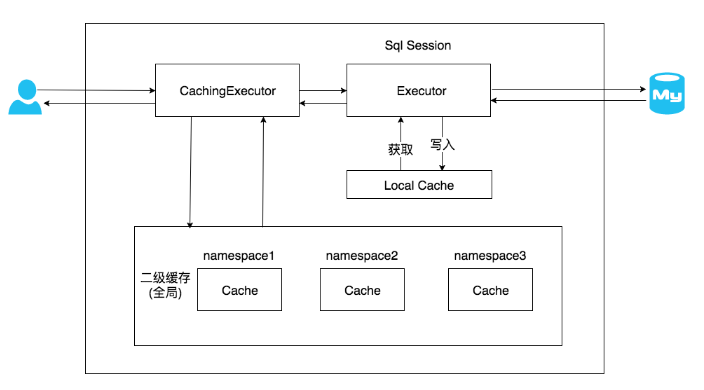 Sql Session
CachingExecutor
Executor
My
获取
写入
Local Cache
namespace1
namespace2
namespace3
二级缓存
(全局)
Cache
Cache
Cache